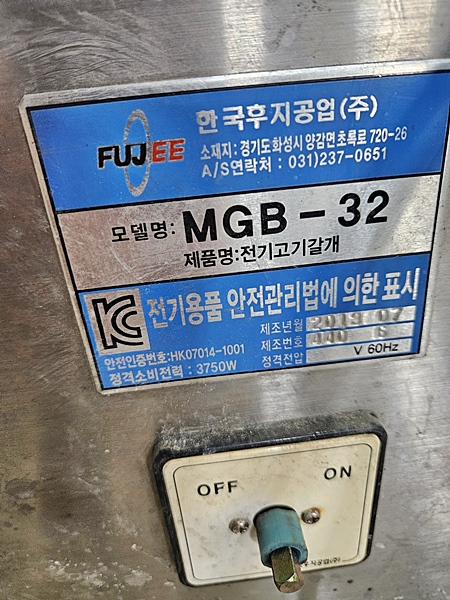 FUJEE
한국후지공업(주)
소재지: 경기도화성시 양감면초록로 720-26
A/S연락처 : 031)237-0651
모델명: MGB-32
제품명:전기고기갈개
전기용품 안전관리법에 의한 표시
안전인증번호:HK07014-1001
정격소비전력 : 3750W
제조년월 2013 07
제조번호 440 6
정격전압 V 60Hz
OFF
ON